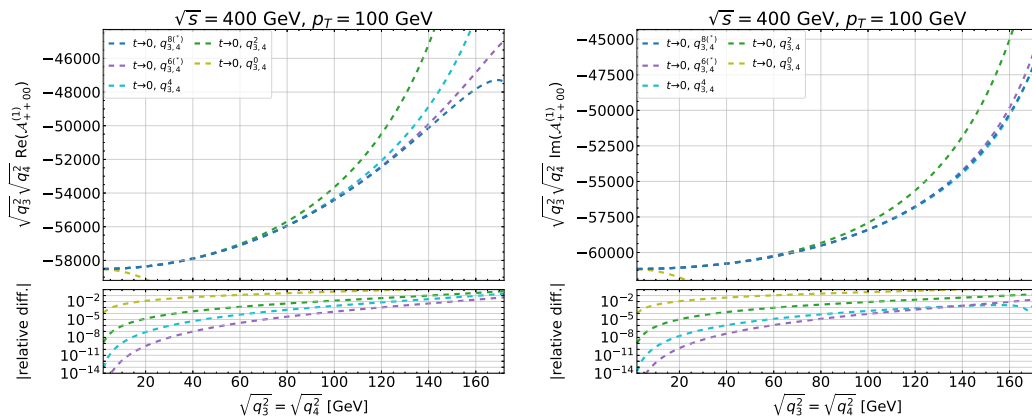 √s = 400 GeV, p_T = 100 GeV
t→0, q_{3,4}^{8(*)}
t→0, q_{3,4}^{6(*)}
t→0, q_{3,4}^{4}
t→0, q_{3,4}^{2}
t→0, q_{3,4}^{0}
√q_3^2 √q_4^2 Re(𝒜_{++00}^{(1)})
−46000
−48000
−50000
−52000
−54000
−56000
−58000
|relative diff.|
10^{−2}
10^{−5}
10^{−8}
10^{−11}
10^{−14}
20 40 60 80 100 120 140 160
√q_3^2 = √q_4^2 [GeV]
√s = 400 GeV, p_T = 100 GeV
t→0, q_{3,4}^{8(*)}
t→0, q_{3,4}^{6(*)}
t→0, q_{3,4}^{4}
t→0, q_{3,4}^{2}
t→0, q_{3,4}^{0}
√q_3^2 √q_4^2 Im(𝒜_{++00}^{(1)})
−45000
−47500
−50000
−52500
−55000
−57500
−60000
|relative diff.|
10^{−2}
10^{−5}
10^{−8}
10^{−11}
10^{−14}
20 40 60 80 100 120 140 160
√q_3^2 = √q_4^2 [GeV]